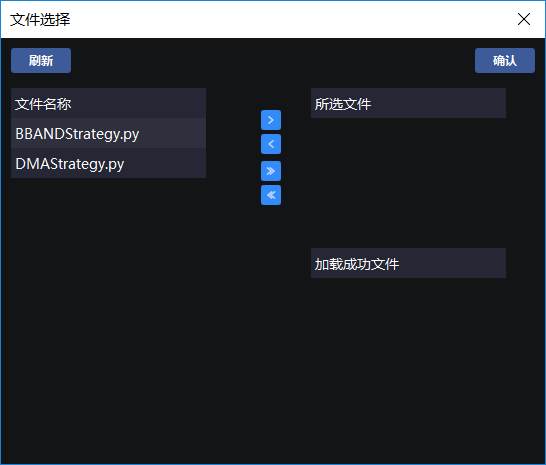 文件选择
刷新
确认
文件名称
BBANDStrategy.py
DMAStrategy.py
所选文件
加载成功文件